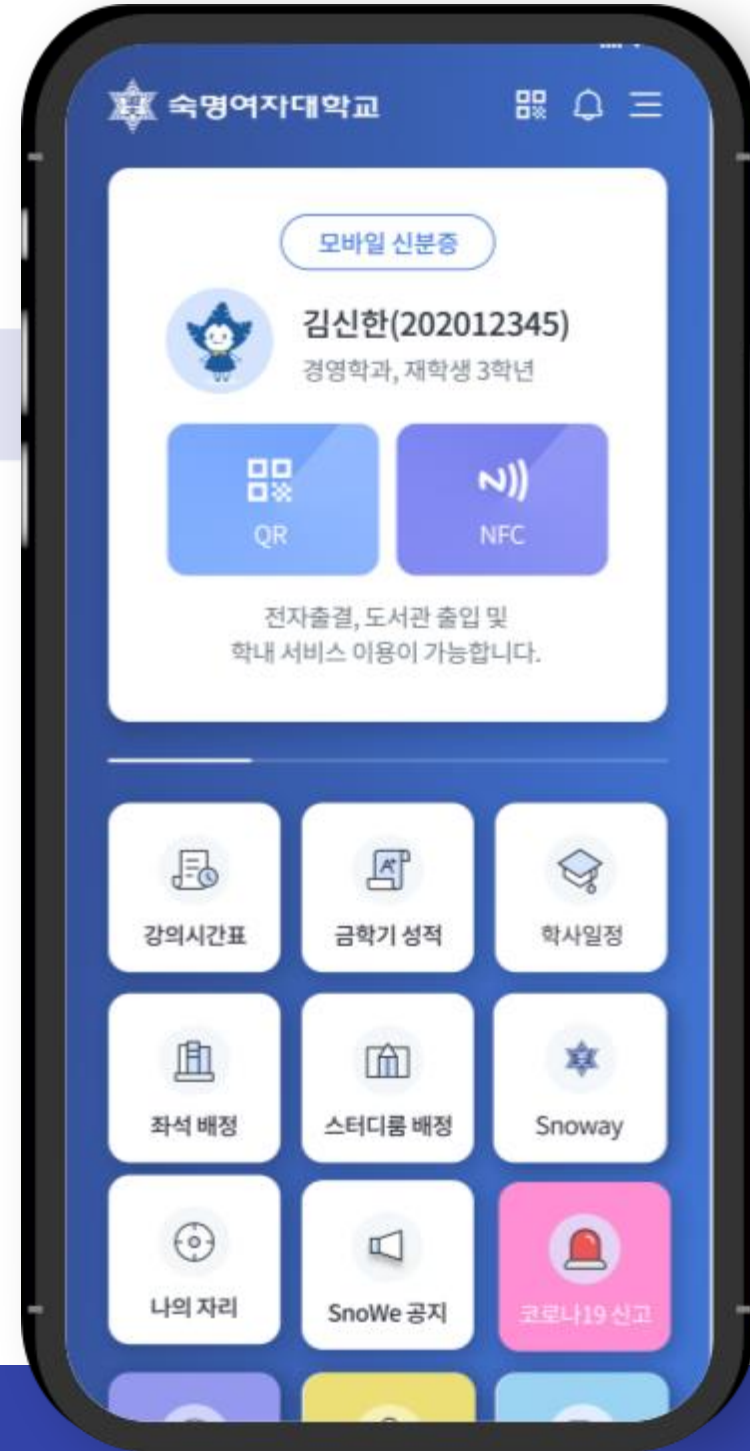 숙명여자대학교
모바일 신분증
김신한(202012345)
경영학과, 재학생 3학년
QR
NFC
전자출결, 도서관 출입 및
학내 서비스 이용이 가능합니다.
강의시간표
금학기 성적
학사일정
좌석 배정
스터디룸 배정
Snoway
나의 자리
SnoWe 공지
코로나19 신고